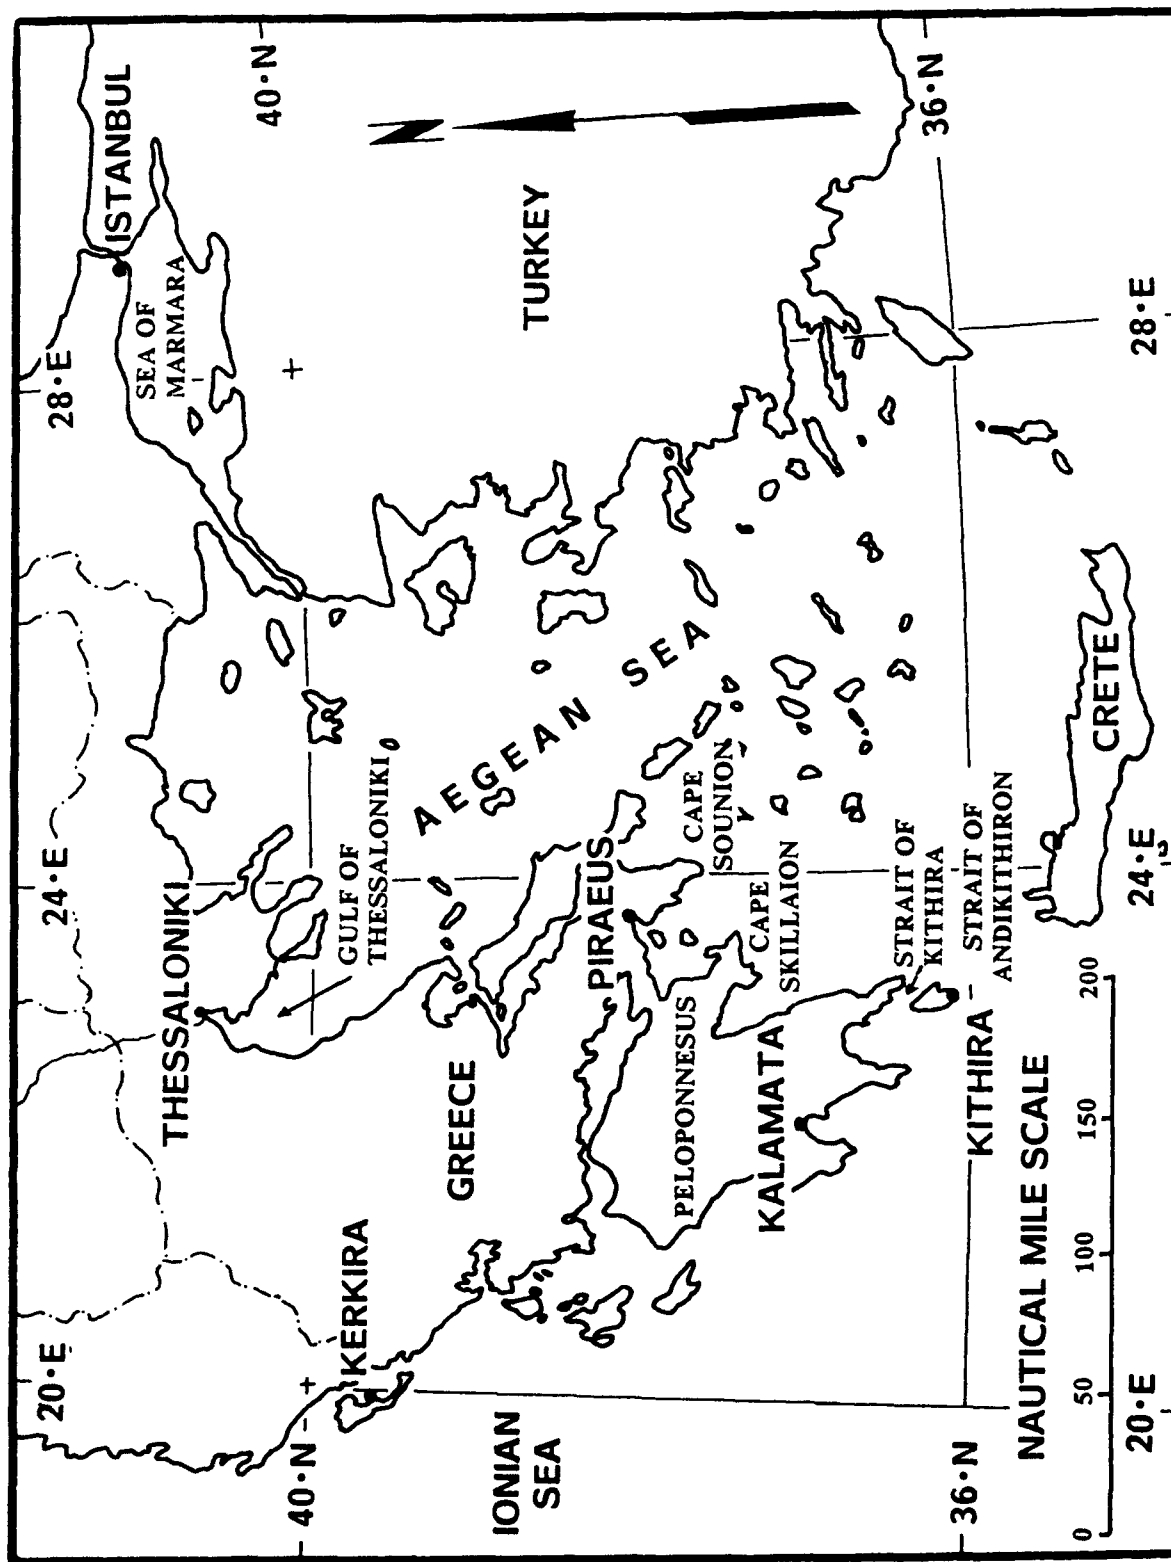 20·E
24·E
28·E
ISTANBUL
SEA OF
MARMARA
THESSALONIKI
40·N
40·N
KERKIRA
GULF OF
THESSALONIKI
N
AEGEAN SEA
GREECE
TURKEY
IONIAN
SEA
PIRAEUS
CAPE
SOUNION
PELOPONNESUS
CAPE
SKILLAION
KALAMATA
STRAIT OF
KITHIRA
STRAIT OF
ANDIKITHIRON
36·N
36·N
KITHIRA
CRETE
NAUTICAL MILE SCALE
0 50 100 150 200
20·E
24·E
28·E